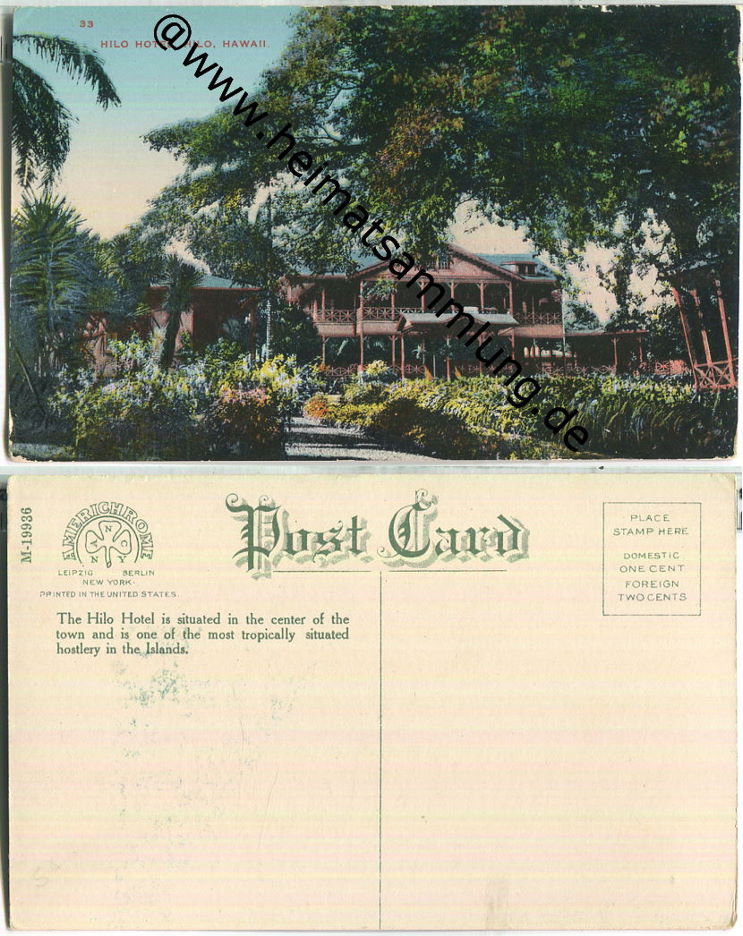 33
HILO HOTEL, HILO, HAWAII.
@www.heimatsammlung.de
M-19936
AMERICHROME
A N C
A N N Y
LEIPZIG BERLIN
NEW YORK.
PRINTED IN THE UNITED STATES.
Post Card
PLACE
STAMP HERE
DOMESTIC
ONE CENT
FOREIGN
TWO CENTS
The Hilo Hotel is situated in the center of the
town and is one of the most tropically situated
hostlery in the Islands.